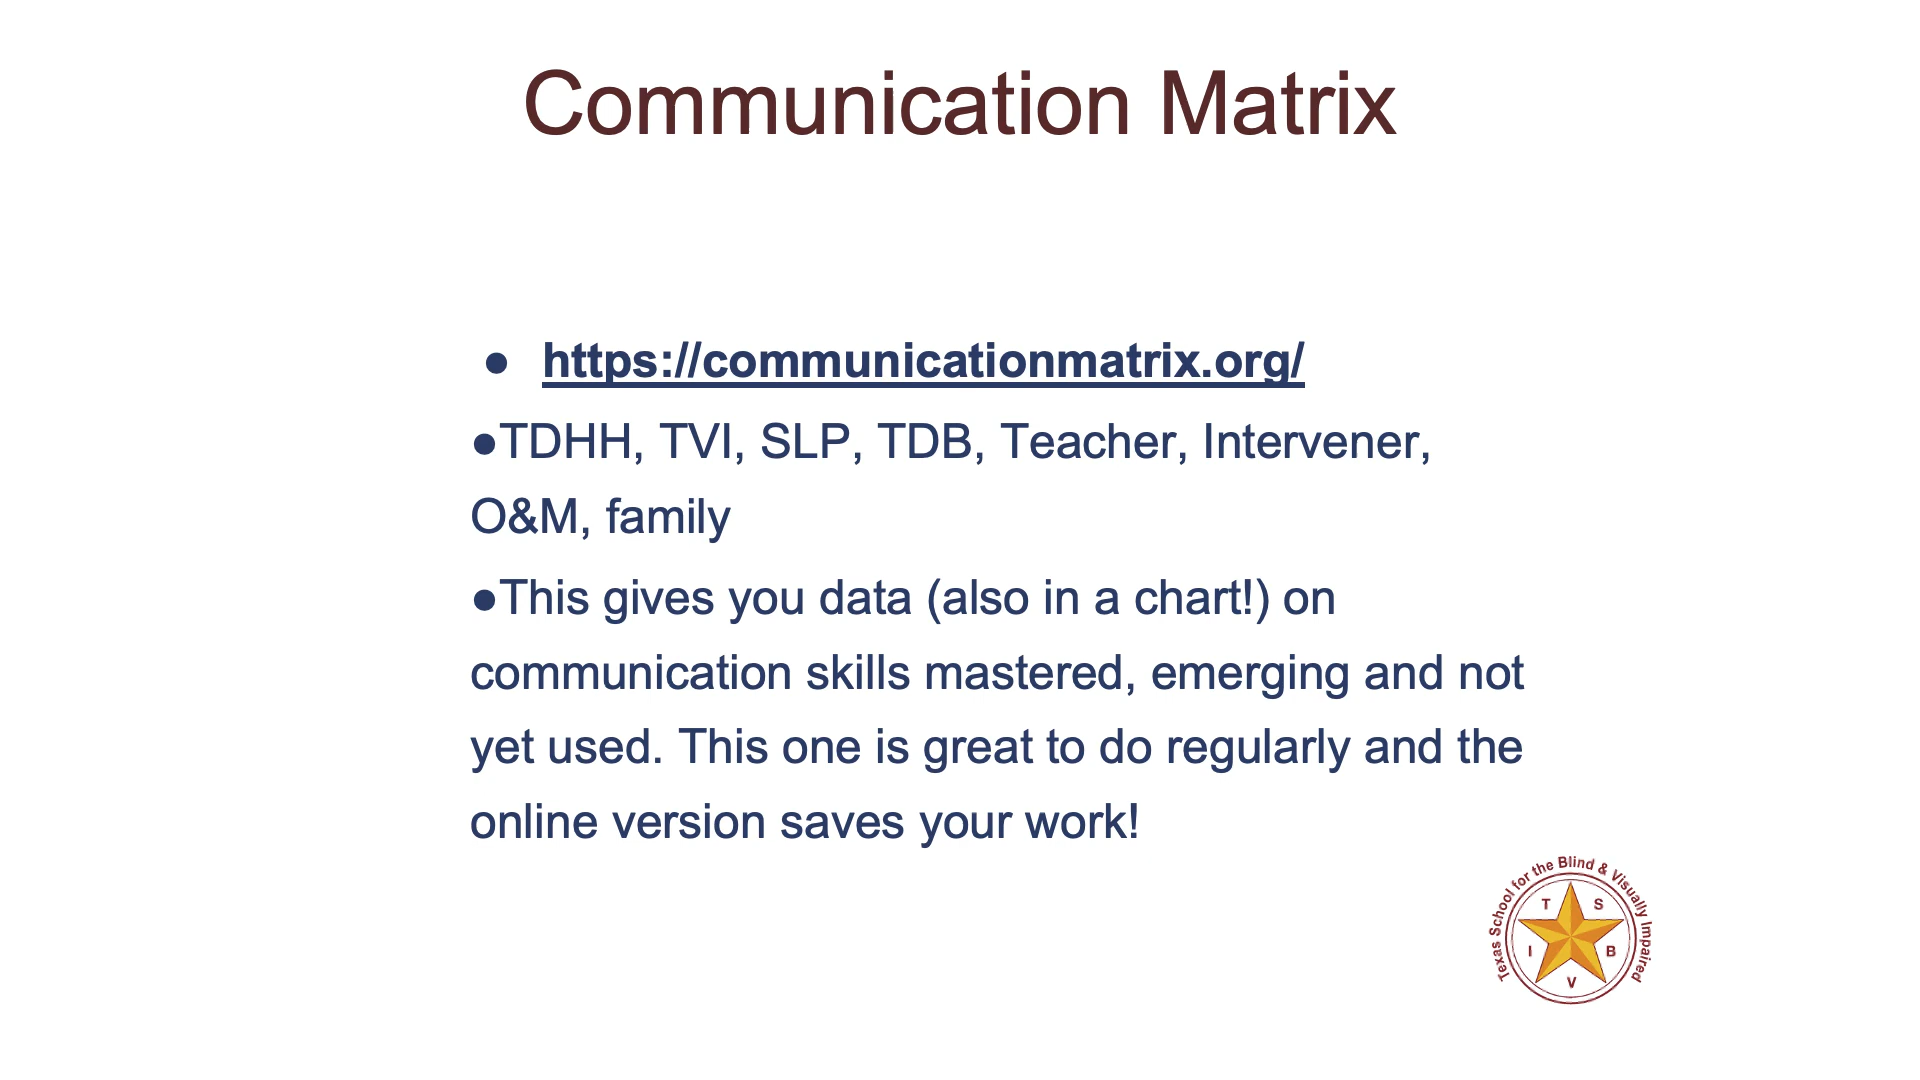 Communication Matrix
● https://communicationmatrix.org/
●TDHH, TVI, SLP, TDB, Teacher, Intervener,
O&M, family
●This gives you data (also in a chart!) on
communication skills mastered, emerging and not
yet used. This one is great to do regularly and the
online version saves your work!
Texas School for the Blind & Visually Impaired
T S B V I